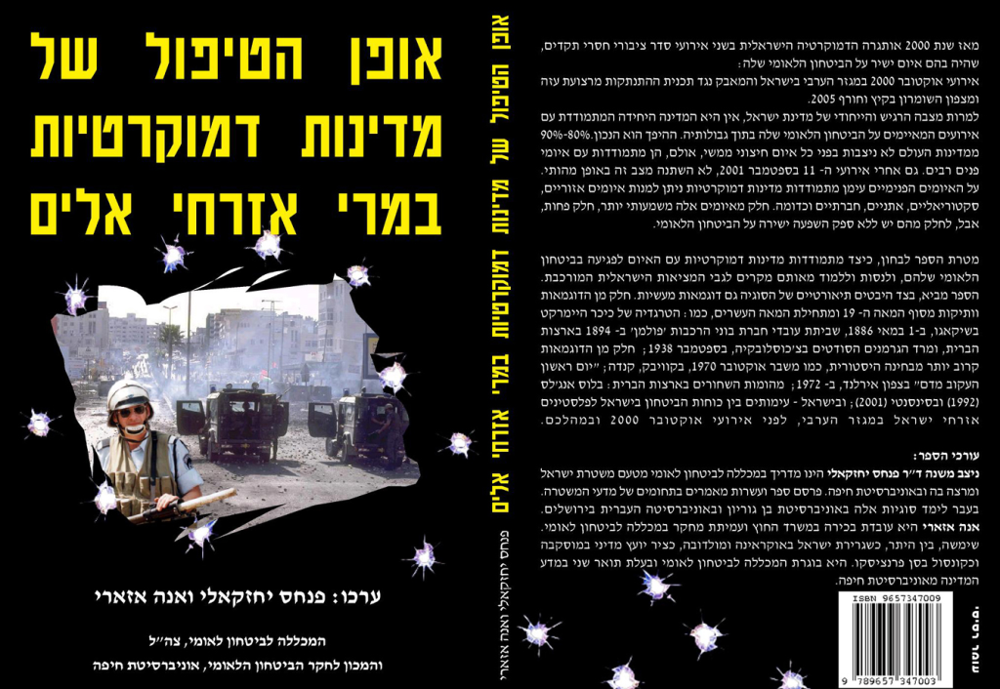 אופן הטיפול של
מדינות דמוקרטיות
במרי אזרחי אלים
ערכו: פנחס יחזקאלי ואנה אזארי
המכללה לביטחון לאומי, צה״ל
והמכון לחקר הביטחון הלאומי, אוניברסיטת חיפה
אופן הטיפול של מדינות דמוקרטיות במרי אזרחי אלים
פנחס יחזקאלי ואנה אזארי
מאז שנת 2000 אותגרה הדמוקרטיה הישראלית בשני אירועי סדר ציבורי חסרי תקדים,
שהיה בהם איום ישיר על הביטחון הלאומי שלה:
אירועי אוקטובר 2000 במגזר הערבי בישראל והמאבק נגד תכנית ההתנתקות מרצועת עזה
ומצפון השומרון בקיץ וחורף 2005.
למרות מצבה הרגיש והייחודי של מדינת ישראל, אין היא המדינה היחידה המתמודדת עם
אירועים המאיימים על הביטחון הלאומי שלה בתוך גבולותיה. ההיפך הוא הנכון. 80%-90%
ממדינות העולם לא ניצבות בפני כל איום חיצוני ממשי, אולם, הן מתמודדות עם איומי
פנים רבים. גם אחרי אירועי ה- 11 בספטמבר 2001, לא השתנה מצב זה באופן מהותי.
על האיומים הפנימיים עימן מתמודדות מדינות דמוקרטיות ניתן למנות איומים אזוריים,
סקטוריאליים, אתניים, חברתיים וכדומה. חלק מאיומים אלה משמעותי יותר, חלק פחות,
אבל, לחלק מהם יש ללא ספק השפעה ישירה על הביטחון הלאומי.
מטרת הספר לבחון, כיצד מתמודדות מדינות דמוקרטיות עם האיום לפגיעה בביטחון
הלאומי שלהם, ולנסות וללמוד מאותם מקרים לגבי המציאות הישראלית המורכבת.
הספר מביא, בצד היבטים תיאורטיים של הסוגיה גם דוגמאות מעשיות. חלק מן הדוגמאות
וותיקות מסוף המאה ה- 19 ומתחילת המאה העשרים, כמו: הטרגדיה של כיכר היימרקט
בשיקאגו, ב-1 במאי 1886, שביתת עובדי חברת בוני הרכבות ׳פולמן׳ ב- 1894 בארצות
הברית, ומרד הגרמנים הסודטים בצ׳כוסלובקיה, בספטמבר 1938; חלק מן הדוגמאות
קרוב יותר מבחינה היסטורית, כמו משבר אוקטובר 1970, בקוויבק, קנדה; ״יום ראשון
העקוב מדם״ בצפון אירלנד, ב- 1972; מהומות השחורים בארצות הברית: בלוס אנג׳לס
(1992) ובסינסנטי (2001); ובישראל - עימותים בין כוחות הביטחון בישראל לפלסטינים
אזרחי ישראל במגזר הערבי, לפני אירועי אוקטובר 2000 ובמהלכם.
עורכי הספר:
ניצב משנה ד״ר פנחס יחזקאלי הינו מדריך במכללה לביטחון לאומי מטעם משטרת ישראל
ומרצה בה ובאוניברסיטת חיפה. פרסם ספר ועשרות מאמרים בתחומים של מדעי המשטרה.
בעבר לימד סוגיות אלה באוניברסיטת בן גוריון ובאוניברסיטה העברית בירושלים.
אנה אזארי היא עובדת בכירה במשרד החוץ ועמיתת מחקר במכללה לביטחון לאומי.
שימשה, בין היתר, כשגרירת ישראל באוקראינה ומולדובה, כציר יועץ מדיני במוסקבה
וכקונסול בסן פרנציסקו. היא בוגרת המכללה לביטחון לאומי ובעלת תואר שני במדע
המדינה מאוניברסיטת חיפה.
ISBN 9657347009
9 789657 347003